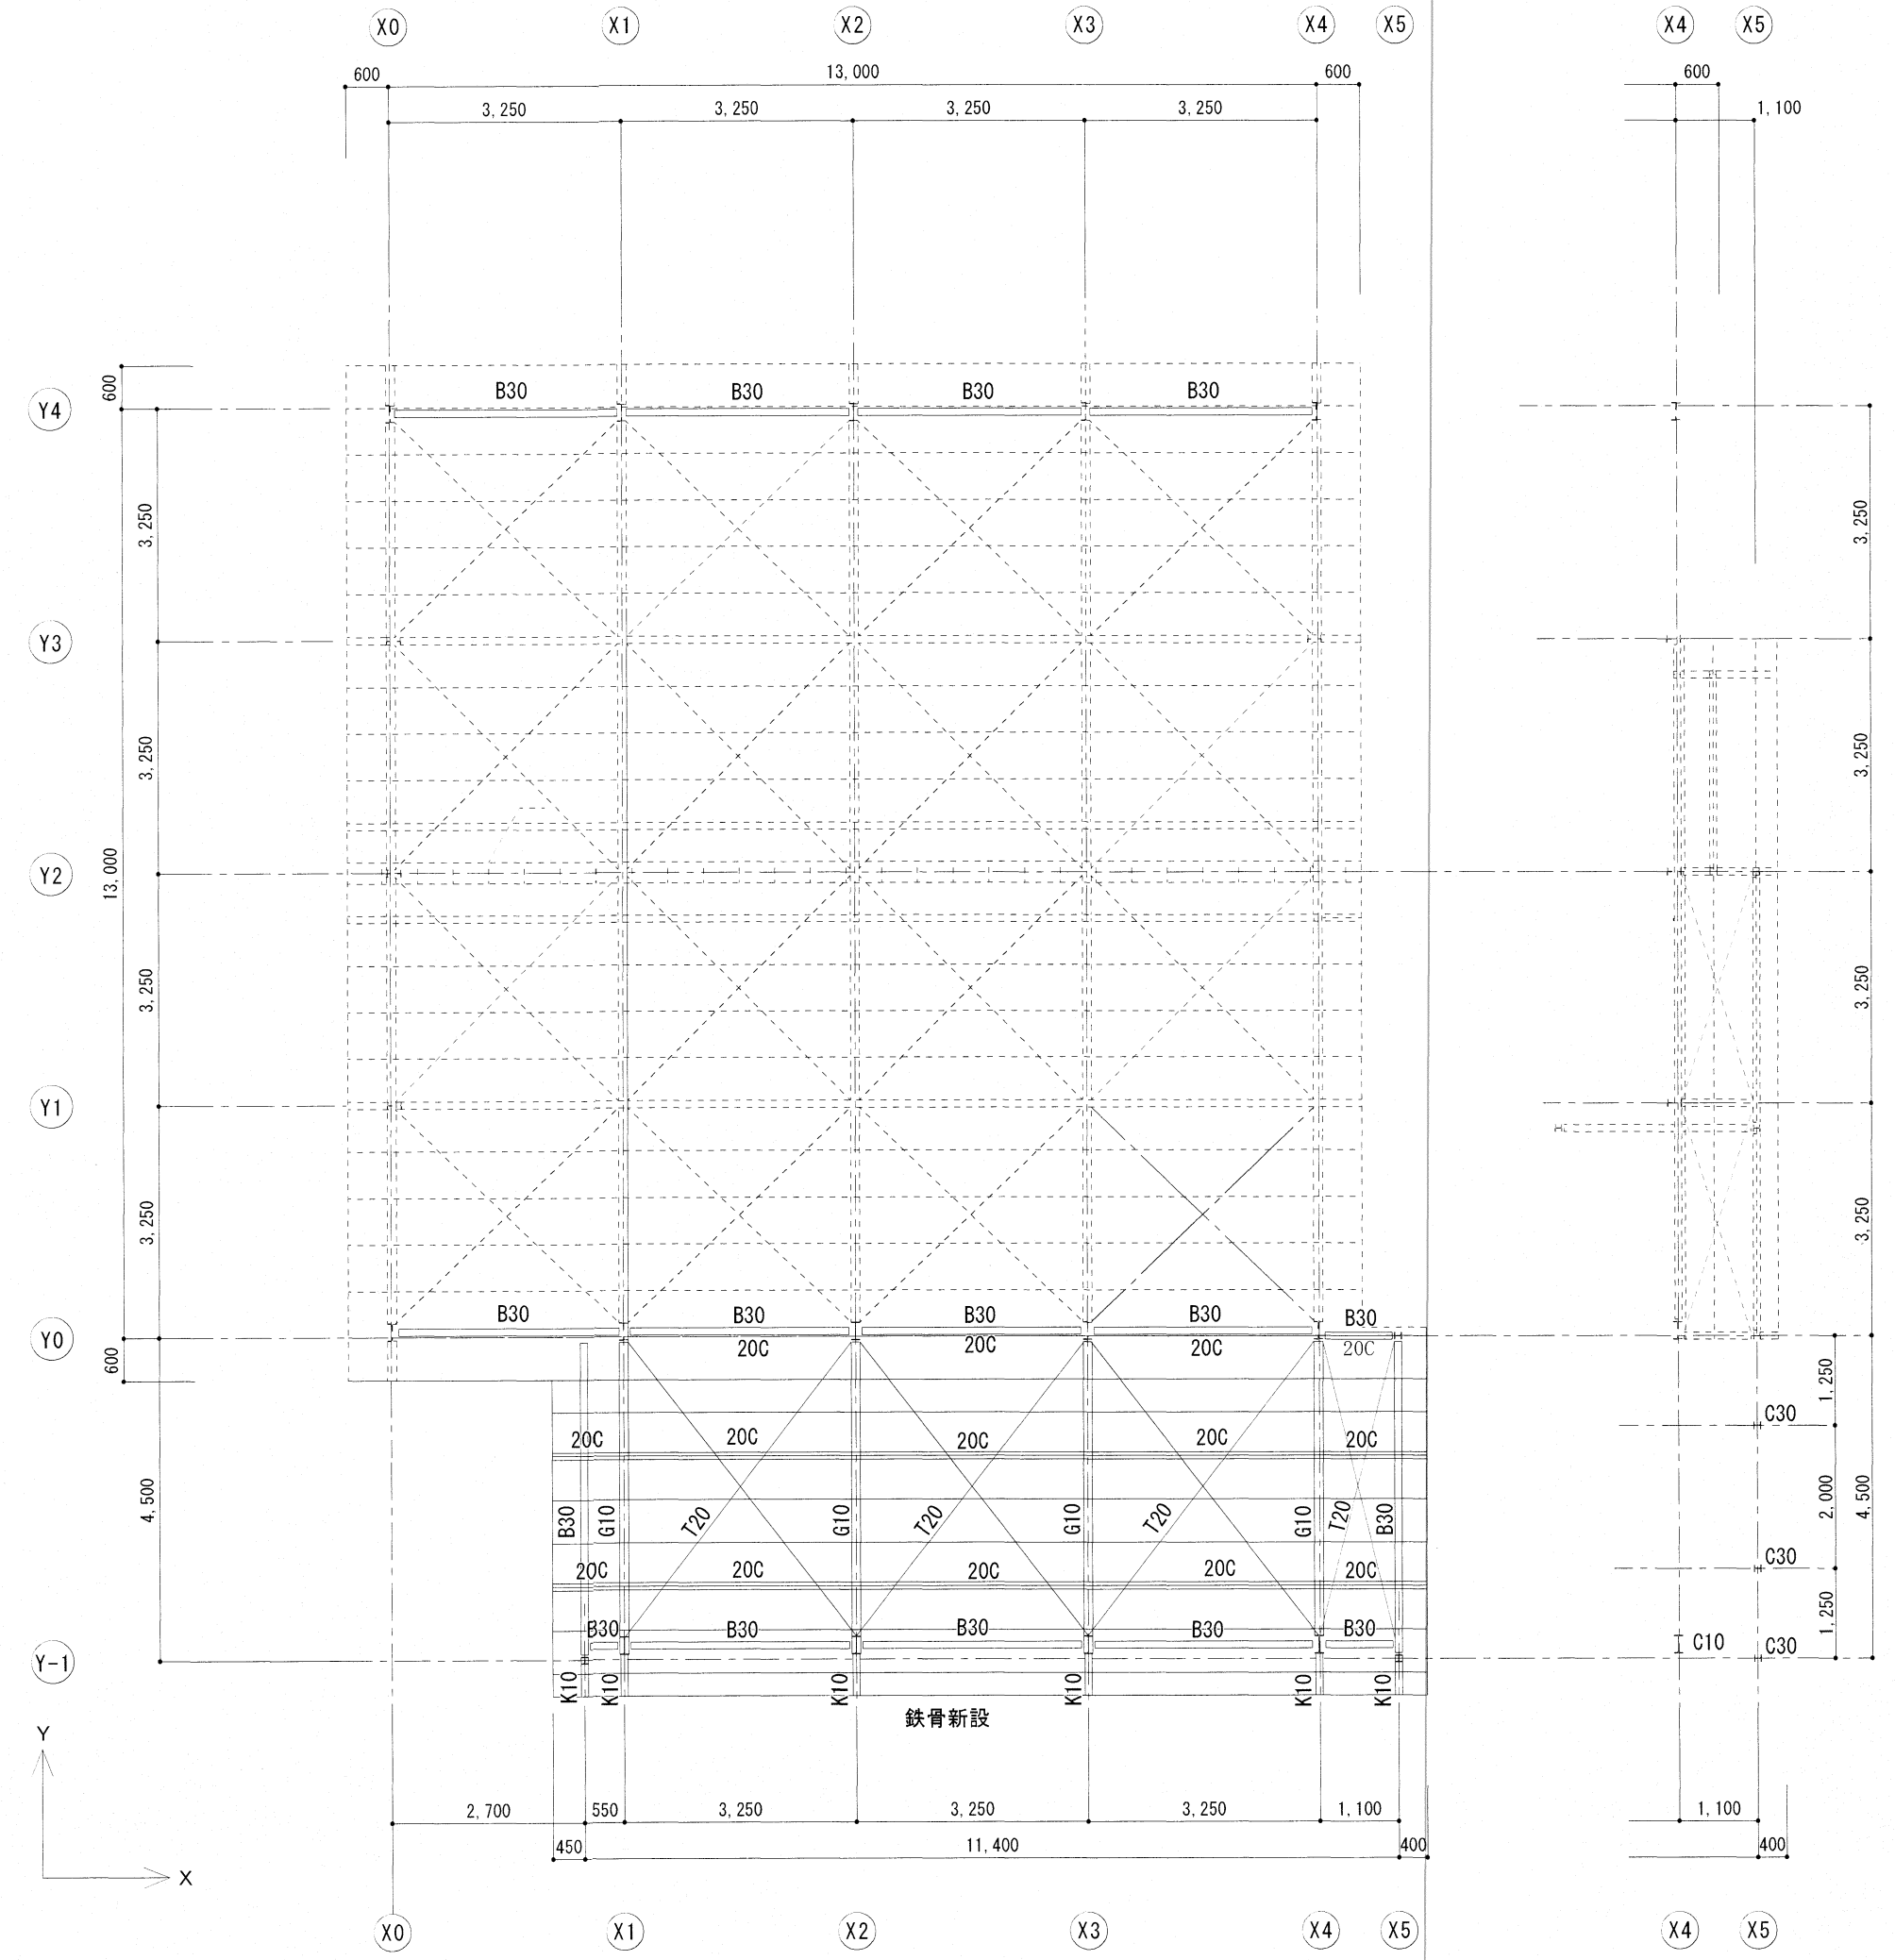 X0 X1 X2 X3 X4 X5 X4 X5
600 13,000 600 600
3,250 3,250 3,250 3,250 1,100
600
Y4 B30 B30 B30 B30
3,250 3,250
Y3
3,250 3,250
Y2
13,000
3,250 3,250
Y1
3,250 3,250
B30 B30 B30 B30 B30
Y0
20C 20C 20C 20C
600 1,250
C30
20C 20C 20C 20C 20C
4,500 2,000 4,500
B30 G10 T20 G10 T20 G10 T20 G10 T20 B30
C30
20C 20C 20C 20C 20C
1,250
B30 B30 B30 B30 B30
C10 C30
Y-1
K10 K10 K10 K10 K10 K10
鉄骨新設
Y
2,700 550 3,250 3,250 3,250 1,100 1,100
450 11,400 400 400
X
X0 X1 X2 X3 X4 X5 X4 X5